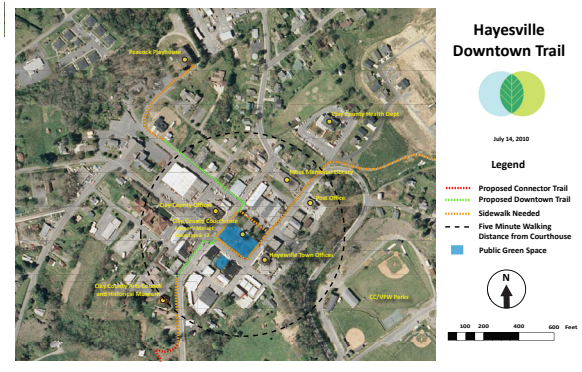 Hayesville
Downtown Trail
July 14, 2010
Legend
Proposed Connector Trail
Proposed Downtown Trail
Sidewalk Needed
Five Minute Walking
Distance from Courthouse
Public Green Space
N
100 200 400 600 Feet
Peacock Playhouse
Clay County Health Dept
Moss Memorial Library
Post Office
Clay County Offices
Clay County Courthouse
Hayesville Town Offices
Clay County Arts Council
and Historical Museum
CC/VFW Parks